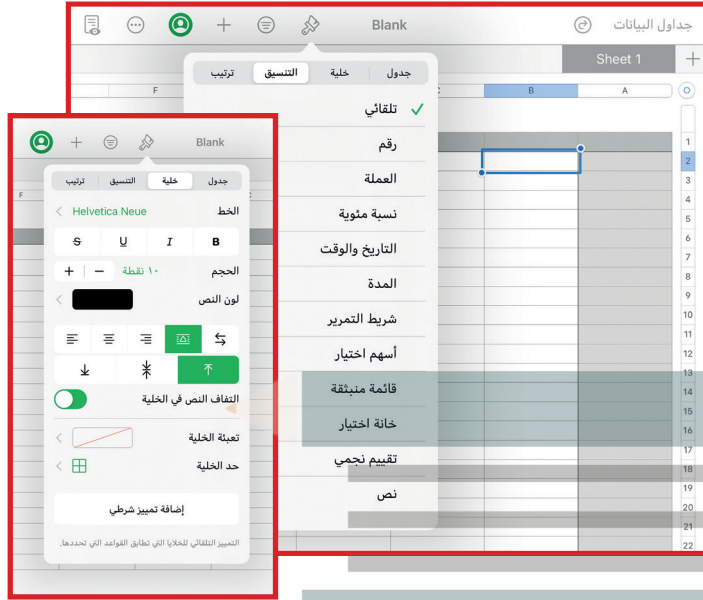 جداول البيانات
Blank
Sheet 1
A
B
C
F
جدول
خلية
التنسيق
ترتيب
تلقائي
رقم
العملة
نسبة مئوية
التاريخ والوقت
المدة
شريط التمرير
أسهم اختيار
قائمة منبثقة
خانة اختيار
تقييم نجمي
نص
1
2
3
4
5
6
7
8
9
10
11
12
13
14
15
16
17
18
19
20
21
22
Blank
F
جدول
خلية
التنسيق
ترتيب
الخط
Helvetica Neue
B I U S
الحجم
١٠ نقطة
لون النص
التفاف النص في الخلية
تعبئة الخلية
حد الخلية
إضافة تمييز شرطي
التمييز التلقائي للخلايا التي تطابق القواعد التي تحددها.